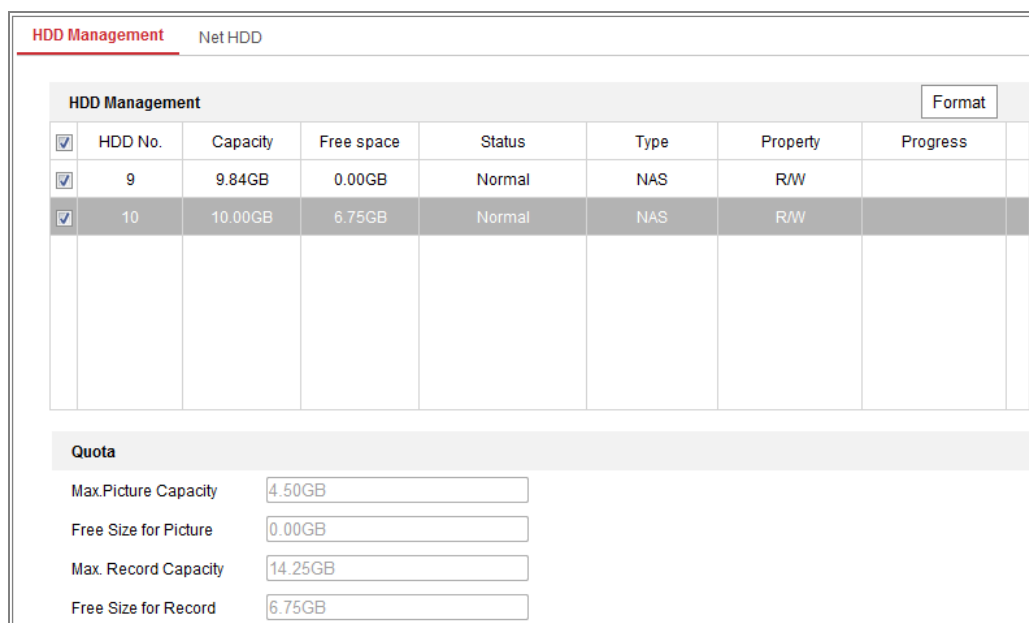 HDD Management Net HDD
HDD Management Format
HDD No. Capacity Free space Status Type Property Progress
9 9.84GB 0.00GB Normal NAS R/W
10 10.00GB 6.75GB Normal NAS R/W
Quota
Max.Picture Capacity 4.50GB
Free Size for Picture 0.00GB
Max. Record Capacity 14.25GB
Free Size for Record 6.75GB